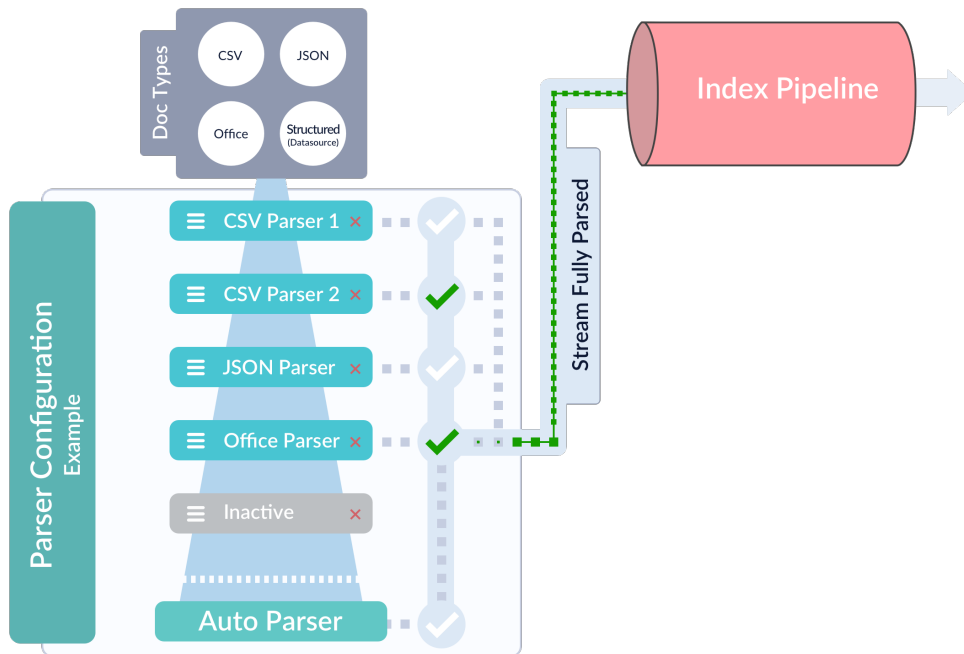 Doc Types
CSV
JSON
Office
Structured
(Datasource)
Index Pipeline
Stream Fully Parsed
Parser Configuration
Example
CSV Parser 1
CSV Parser 2
JSON Parser
Office Parser
Inactive
Auto Parser